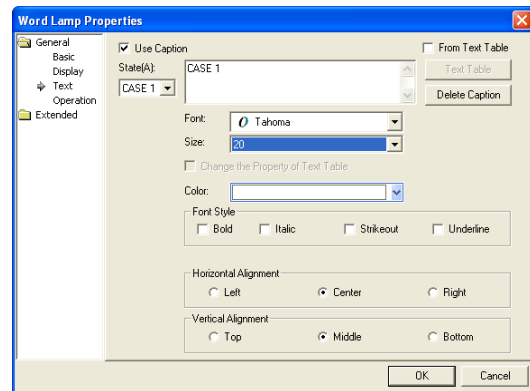 Word Lamp Properties
General
Basic
Display
Text
Operation
Extended
Use Caption
From Text Table
State(A):
CASE 1
CASE 1
Text Table
Delete Caption
Font:
O Tahoma
Size:
20
Change the Property of Text Table
Color:
Font Style
Bold Italic Strikeout Underline
Horizontal Alignment
Left Center Right
Vertical Alignment
Top Middle Bottom
OK Cancel